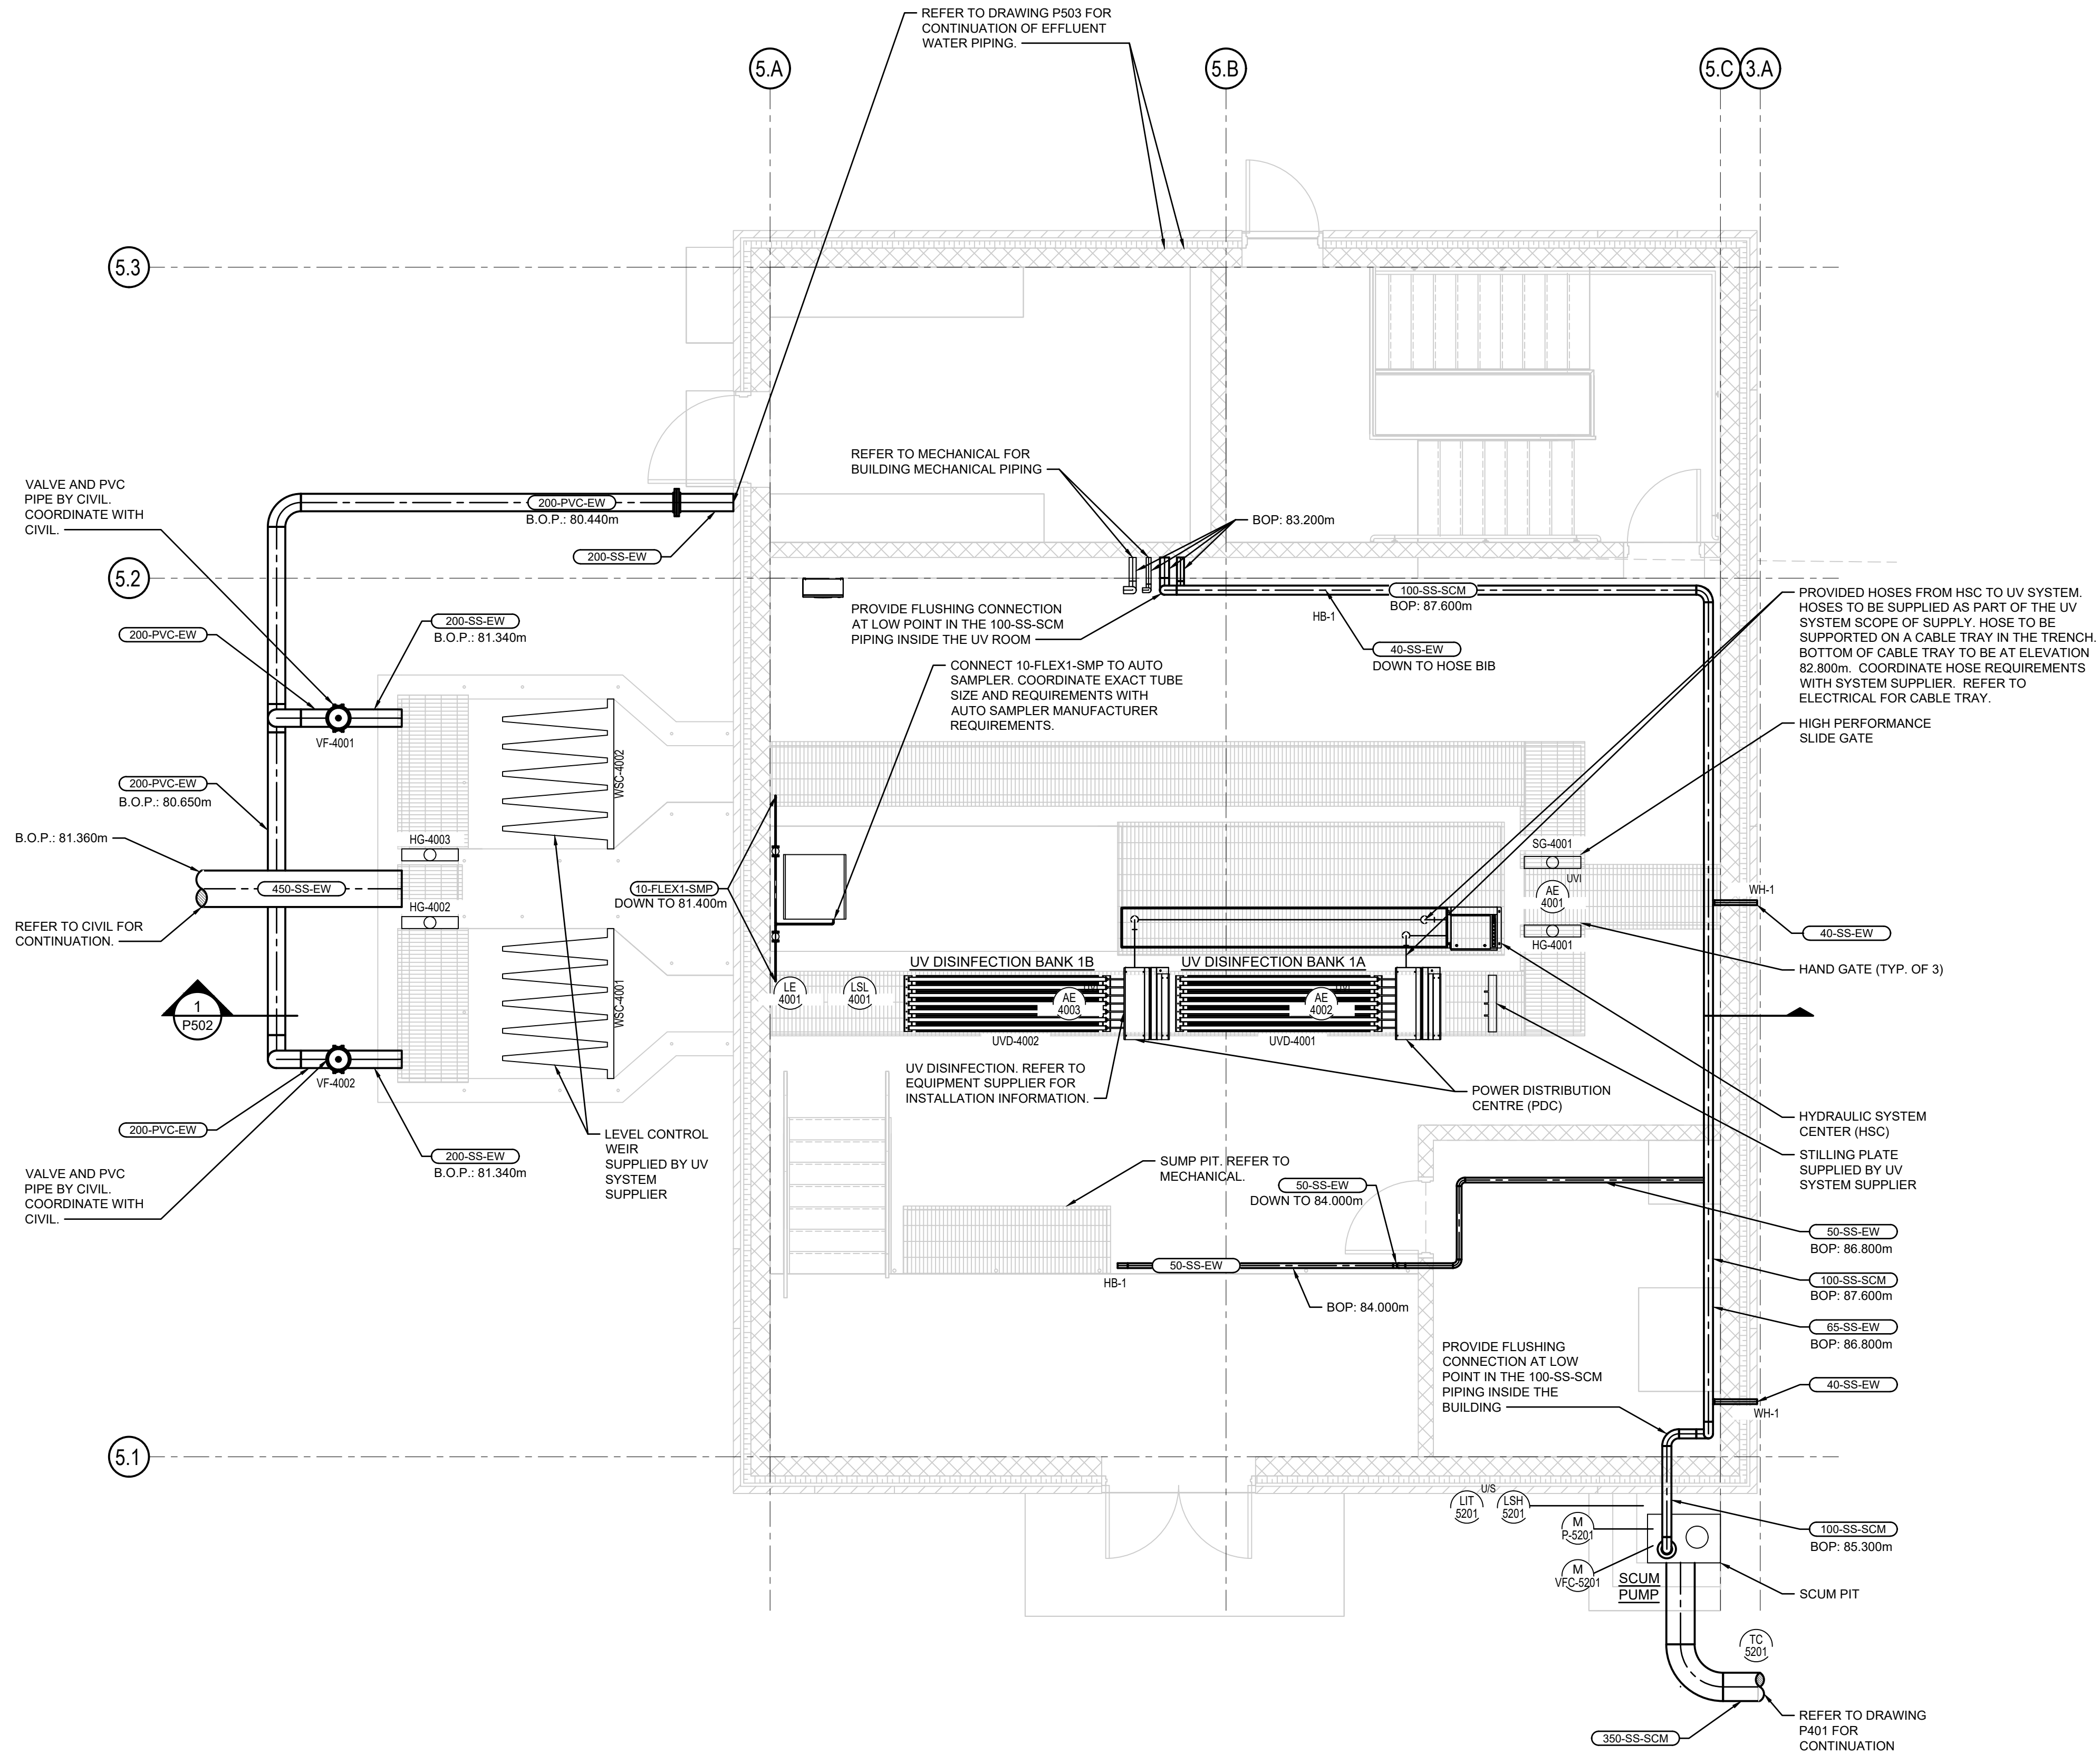 REFER TO DRAWING P503 FOR
CONTINUATION OF EFFLUENT
WATER PIPING.
5.A
5.B
5.C
3.A
5.3
REFER TO MECHANICAL FOR
BUILDING MECHANICAL PIPING
VALVE AND PVC
PIPE BY CIVIL.
COORDINATE WITH
CIVIL.
200-PVC-EW
B.O.P.: 80.440m
BOP: 83.200m
200-SS-EW
5.2
100-SS-SCM
BOP: 87.600m
HB-1
PROVIDE FLUSHING CONNECTION
AT LOW POINT IN THE 100-SS-SCM
PIPING INSIDE THE UV ROOM
40-SS-EW
DOWN TO HOSE BIB
PROVIDED HOSES FROM HSC TO UV SYSTEM.
HOSES TO BE SUPPLIED AS PART OF THE UV
SYSTEM SCOPE OF SUPPLY. HOSE TO BE
SUPPORTED ON A CABLE TRAY IN THE TRENCH.
BOTTOM OF CABLE TRAY TO BE AT ELEVATION
82.800m. COORDINATE HOSE REQUIREMENTS
WITH SYSTEM SUPPLIER. REFER TO
ELECTRICAL FOR CABLE TRAY.
200-SS-EW
B.O.P.: 81.340m
200-PVC-EW
CONNECT 10-FLEX1-SMP TO AUTO
SAMPLER. COORDINATE EXACT TUBE
SIZE AND REQUIREMENTS WITH
AUTO SAMPLER MANUFACTURER
REQUIREMENTS.
HIGH PERFORMANCE
SLIDE GATE
VF-4001
WSC-4002
200-PVC-EW
B.O.P.: 80.650m
B.O.P.: 81.360m
HG-4003
SG-4001
UVI
AE
4001
WH-1
450-SS-EW
10-FLEX1-SMP
DOWN TO 81.400m
HG-4002
REFER TO CIVIL FOR
CONTINUATION.
40-SS-EW
HG-4001
HAND GATE (TYP. OF 3)
UV DISINFECTION BANK 1B
UV DISINFECTION BANK 1A
LE
4001
LSL
4001
UVI
AE
4003
UVI
AE
4002
1
P502
WSC-4001
UVD-4002
UVD-4001
VF-4002
UV DISINFECTION. REFER TO
EQUIPMENT SUPPLIER FOR
INSTALLATION INFORMATION.
POWER DISTRIBUTION
CENTRE (PDC)
HYDRAULIC SYSTEM
CENTER (HSC)
200-PVC-EW
LEVEL CONTROL
WEIR
SUPPLIED BY UV
SYSTEM
SUPPLIER
200-SS-EW
B.O.P.: 81.340m
STILLING PLATE
SUPPLIED BY UV
SYSTEM SUPPLIER
VALVE AND PVC
PIPE BY CIVIL.
COORDINATE WITH
CIVIL.
SUMP PIT. REFER TO
MECHANICAL.
50-SS-EW
DOWN TO 84.000m
50-SS-EW
BOP: 86.800m
50-SS-EW
HB-1
100-SS-SCM
BOP: 87.600m
BOP: 84.000m
65-SS-EW
BOP: 86.800m
PROVIDE FLUSHING
CONNECTION AT LOW
POINT IN THE 100-SS-SCM
PIPING INSIDE THE
BUILDING
40-SS-EW
WH-1
5.1
U/S
LIT
5201
LSH
5201
M
P-5201
100-SS-SCM
BOP: 85.300m
M
VFC-5201
SCUM
PUMP
SCUM PIT
TC
5201
REFER TO DRAWING
P401 FOR
CONTINUATION
350-SS-SCM